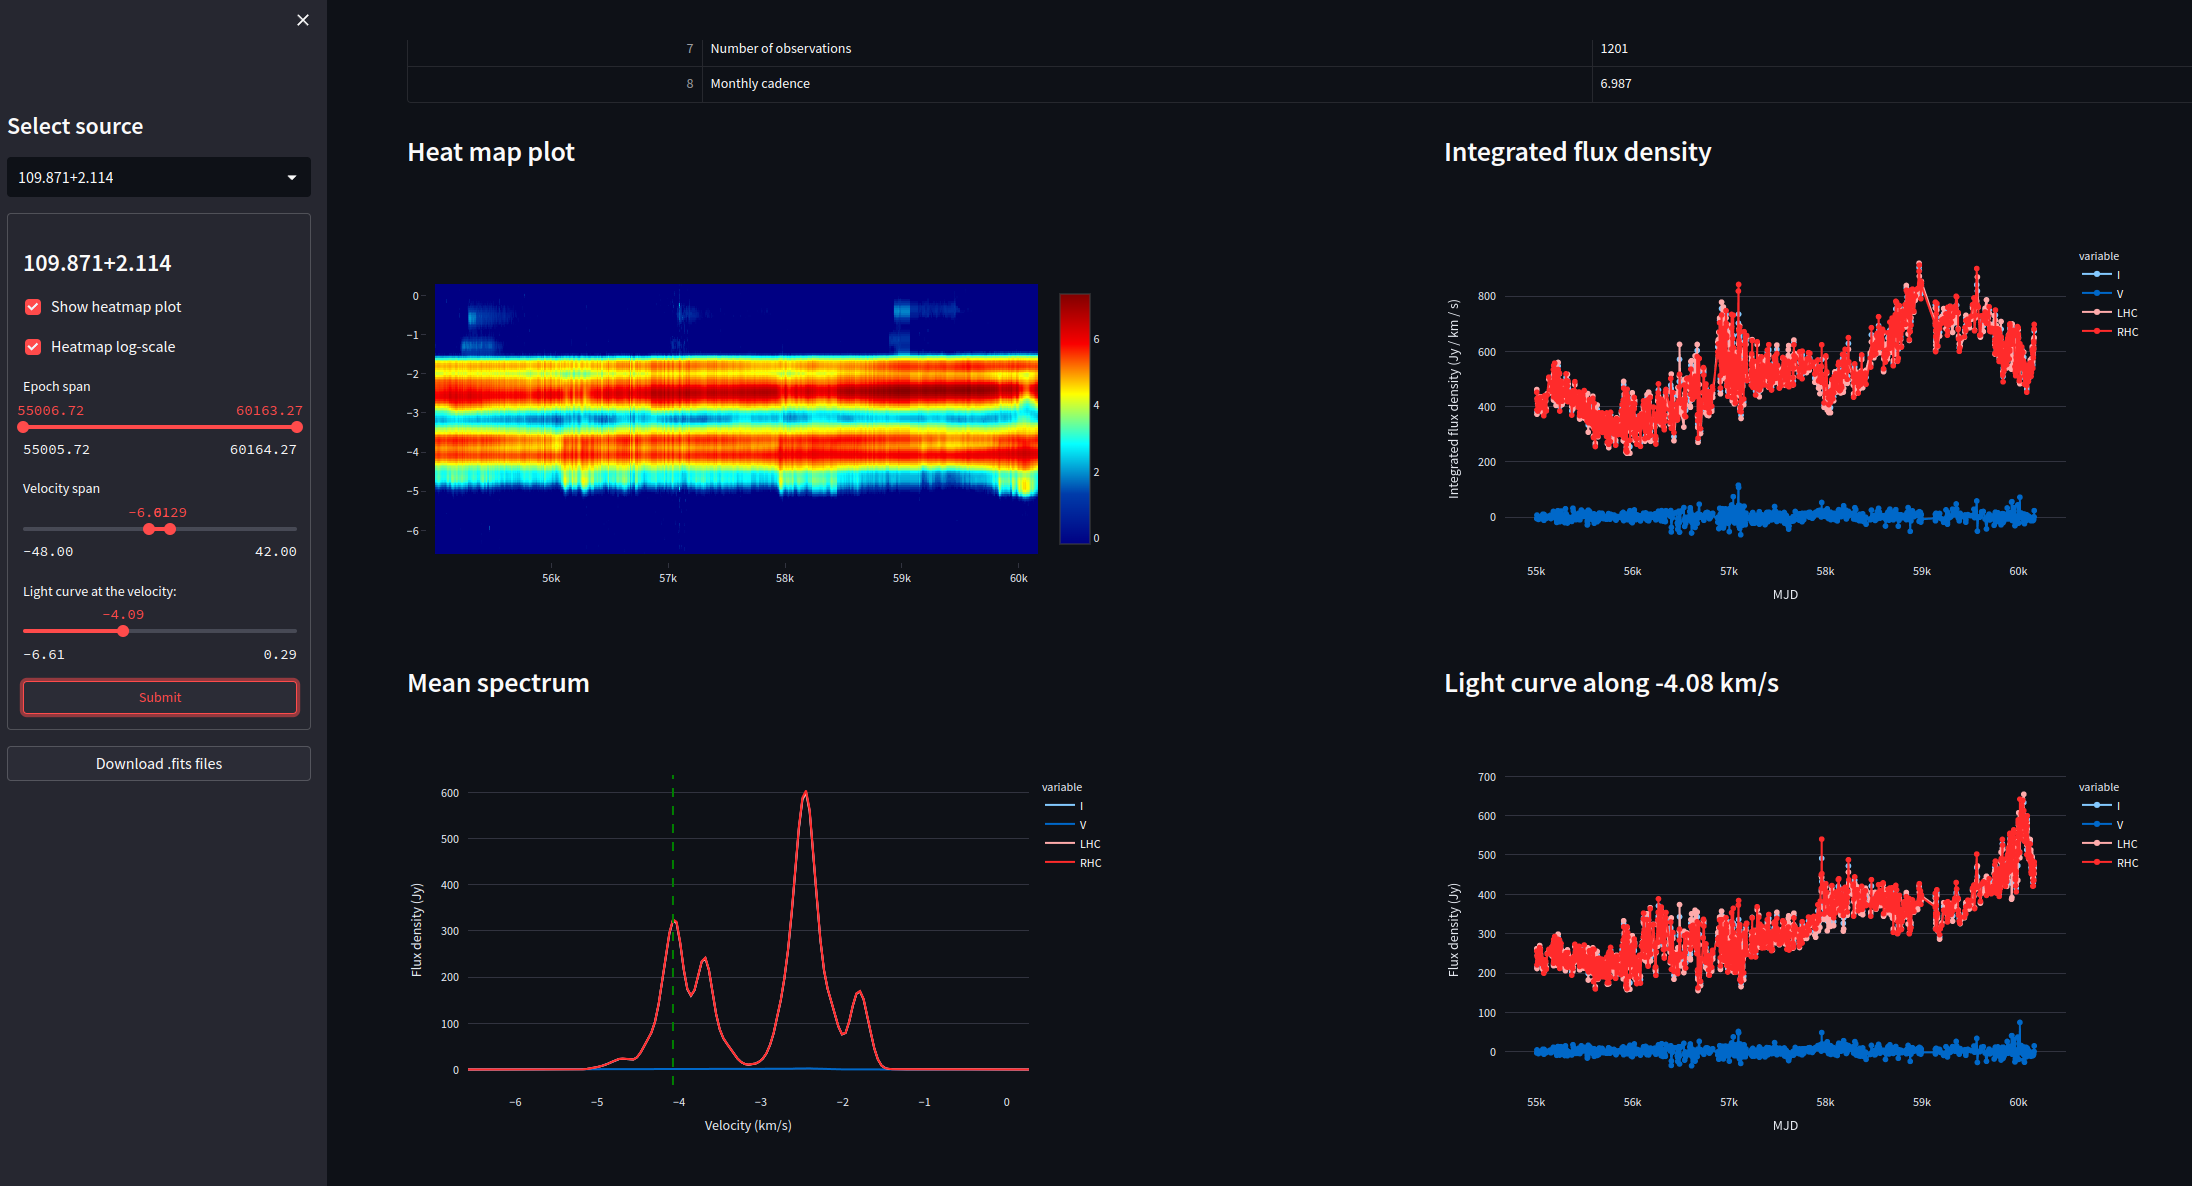 Select source
109.871+2.114
109.871+2.114
Show heatmap plot
Heatmap log-scale
Epoch span
55006.72 60163.27
55005.72 60164.27
Velocity span
-48.00 42.00
Light curve at the velocity:
-4.09
-6.61 0.29
Submit
Download .fits files
7 Number of observations 1201
8 Monthly cadence 6.987
Heat map plot
0
−1
−2
−3
−4
−5
−6
56k 57k 58k 59k 60k
6
4
2
0
Integrated flux density
800
600
400
200
0
Integrated flux density (Jy / km / s)
55k 56k 57k 58k 59k 60k
MJD
variable
I
V
LHC
RHC
Mean spectrum
600
500
400
300
200
100
0
Flux density (Jy)
−6 −5 −4 −3 −2 −1 0
Velocity (km/s)
variable
I
V
LHC
RHC
Light curve along -4.08 km/s
700
600
500
400
300
200
100
0
Flux density (Jy)
55k 56k 57k 58k 59k 60k
MJD
variable
I
V
LHC
RHC